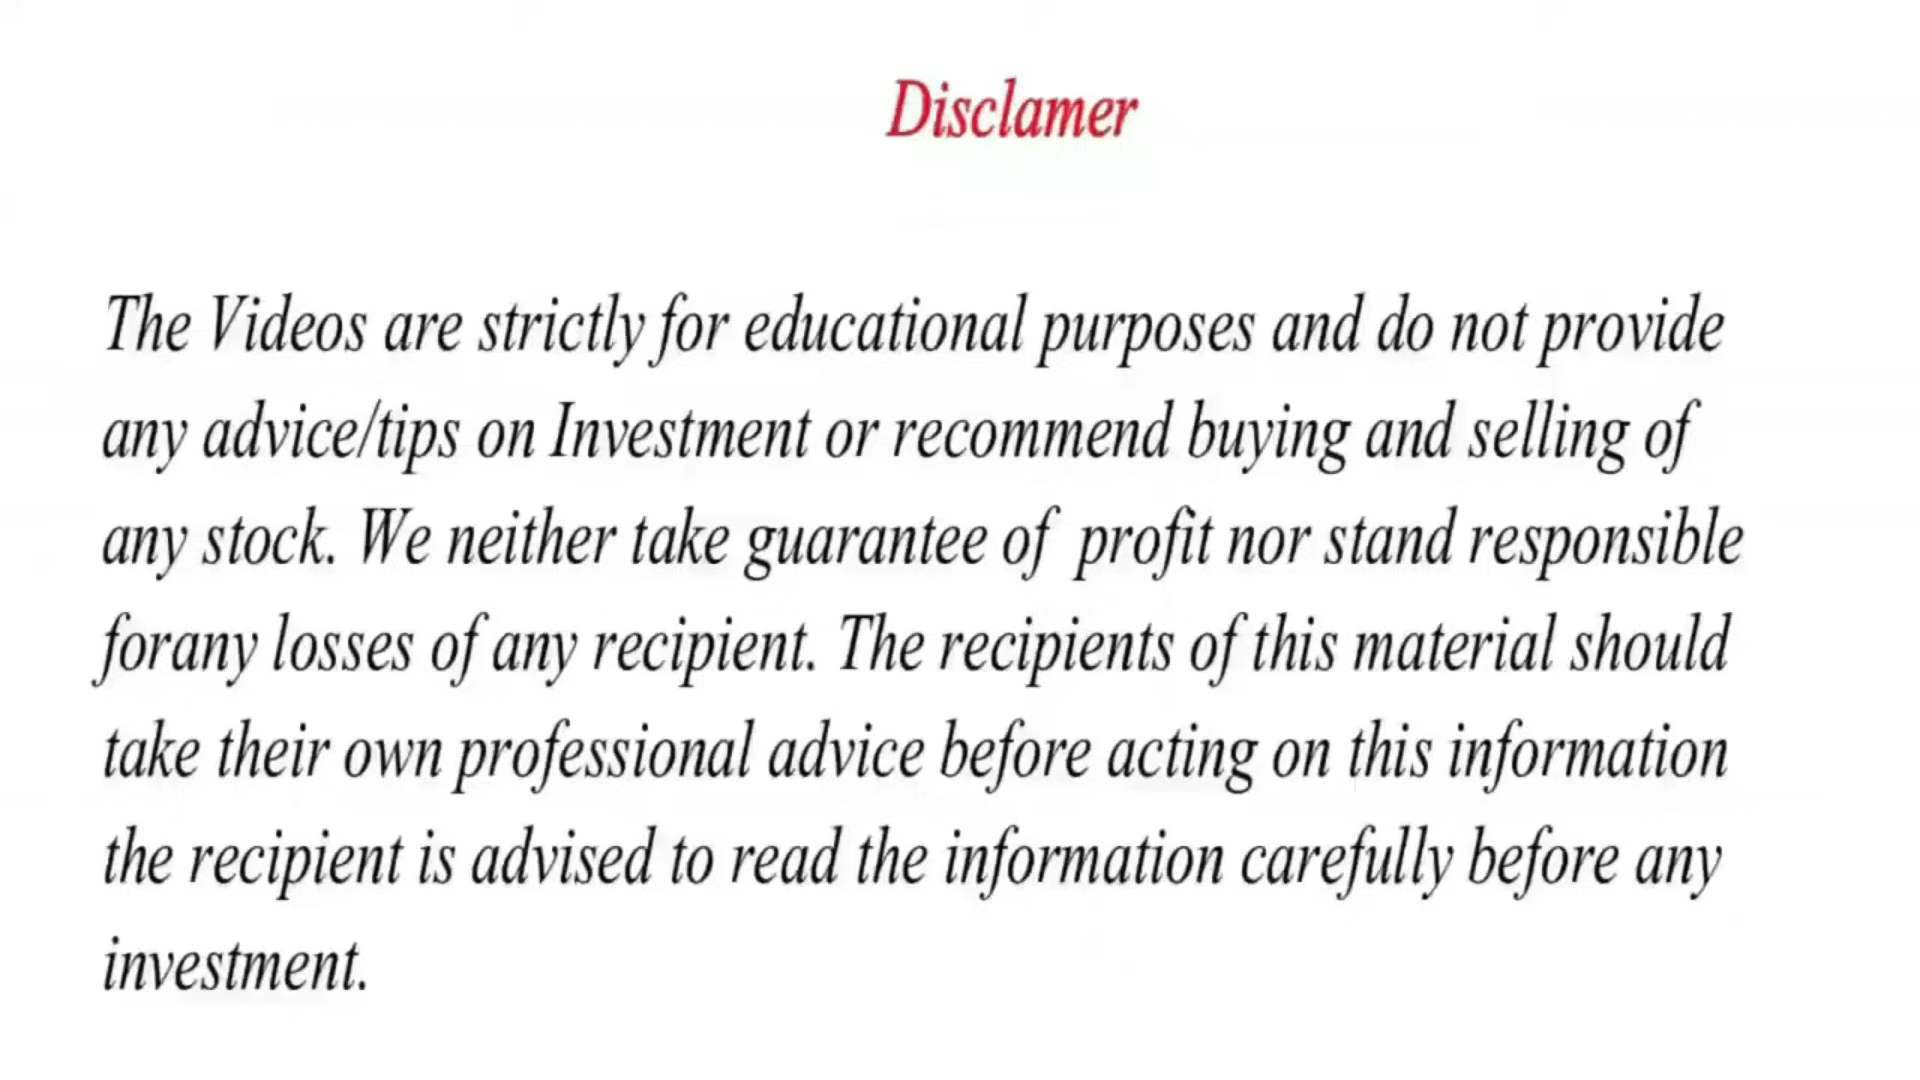 Disclamer
The Videos are strictly for educational purposes and do not provide
any advice/tips on Investment or recommend buying and selling of
any stock. We neither take guarantee of profit nor stand responsible
forany losses of any recipient. The recipients of this material should
take their own professional advice before acting on this information
the recipient is advised to read the information carefully before any
investment.